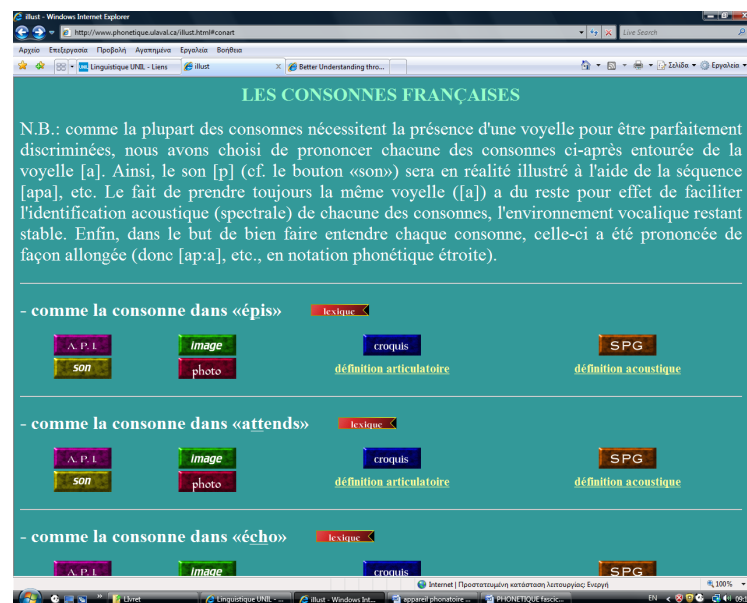 illust - Windows Internet Explorer
http://www.phonetique.ulaval.ca/illust.html#conart
Live Search
Αρχείο Επεξεργασία Προβολή Αγαπημένα Εργαλεία Βοήθεια
Linguistique UNIL - Liens
illust
Better Understanding thro...
Σελίδα
Εργαλεία
LES CONSONNES FRANÇAISES
N.B.: comme la plupart des consonnes nécessitent la présence d'une voyelle pour être parfaitement
discriminées, nous avons choisi de prononcer chacune des consonnes ci-après entourée de la
voyelle [a]. Ainsi, le son [p] (cf. le bouton «son») sera en réalité illustré à l'aide de la séquence
[apa], etc. Le fait de prendre toujours la même voyelle ([a]) a du reste pour effet de faciliter
l'identification acoustique (spectrale) de chacune des consonnes, l'environnement vocalique restant
stable. Enfin, dans le but de bien faire entendre chaque consonne, celle-ci a été prononcée de
façon allongée (donc [ap:a], etc., en notation phonétique étroite).
- comme la consonne dans «épis» lexique
A. P. I. image croquis SPG
son photo définition articulatoire définition acoustique
- comme la consonne dans «attends» lexique
A. P. I. image croquis SPG
son photo définition articulatoire définition acoustique
- comme la consonne dans «écho» lexique
A. P. I. image croquis SPG
Internet | Προστατευμένη κατάσταση λειτουργίας: Ενεργή 100%
Livret
Linguistique UNIL - ...
illust - Windows Int...
appareil phonatoire ...
PHONETIQUE fascic...
EN